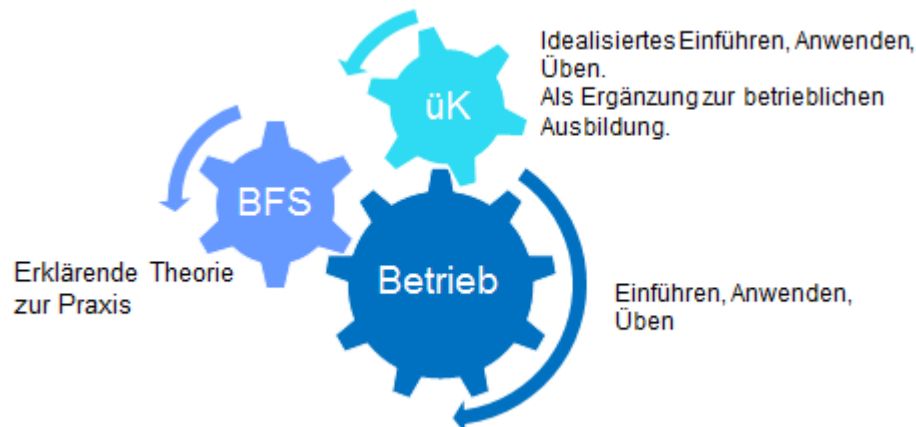 Idealisiertes Einführen, Anwenden,
Üben.
Als Ergänzung zur betrieblichen
Ausbildung.
üK
BFS
Erklärende Theorie
zur Praxis
Betrieb
Einführen, Anwenden,
Üben